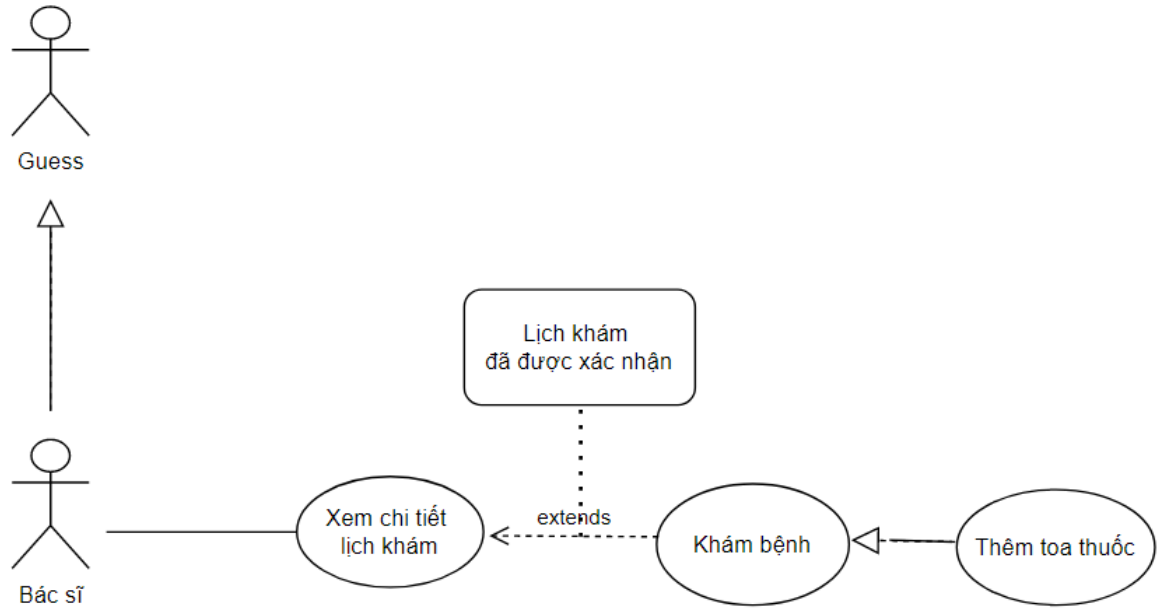 Guess
Lịch khám
đã được xác nhận
Xem chi tiết
lịch khám
extends
Khám bệnh
Thêm toa thuốc
Bác sĩ